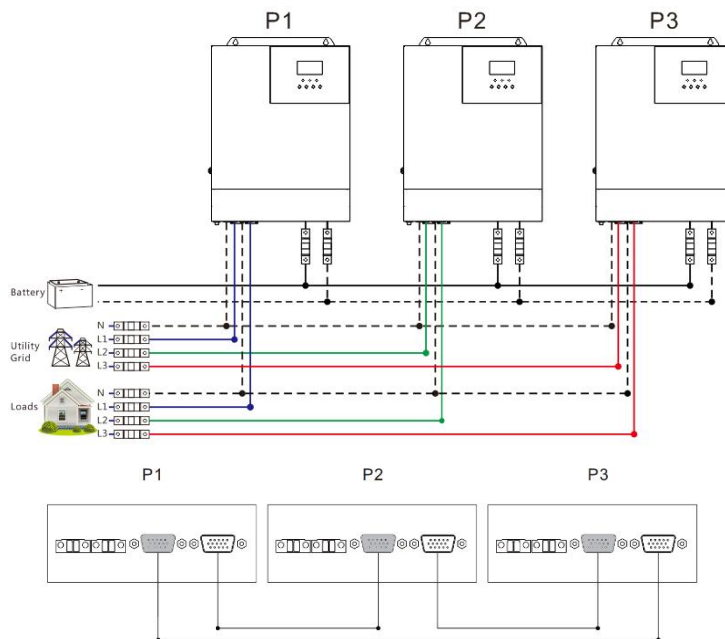 P1 P2 P3
Battery
N
L1
Utility
Grid
L2
L3
N
Loads
L1
L2
L3
P1 P2 P3